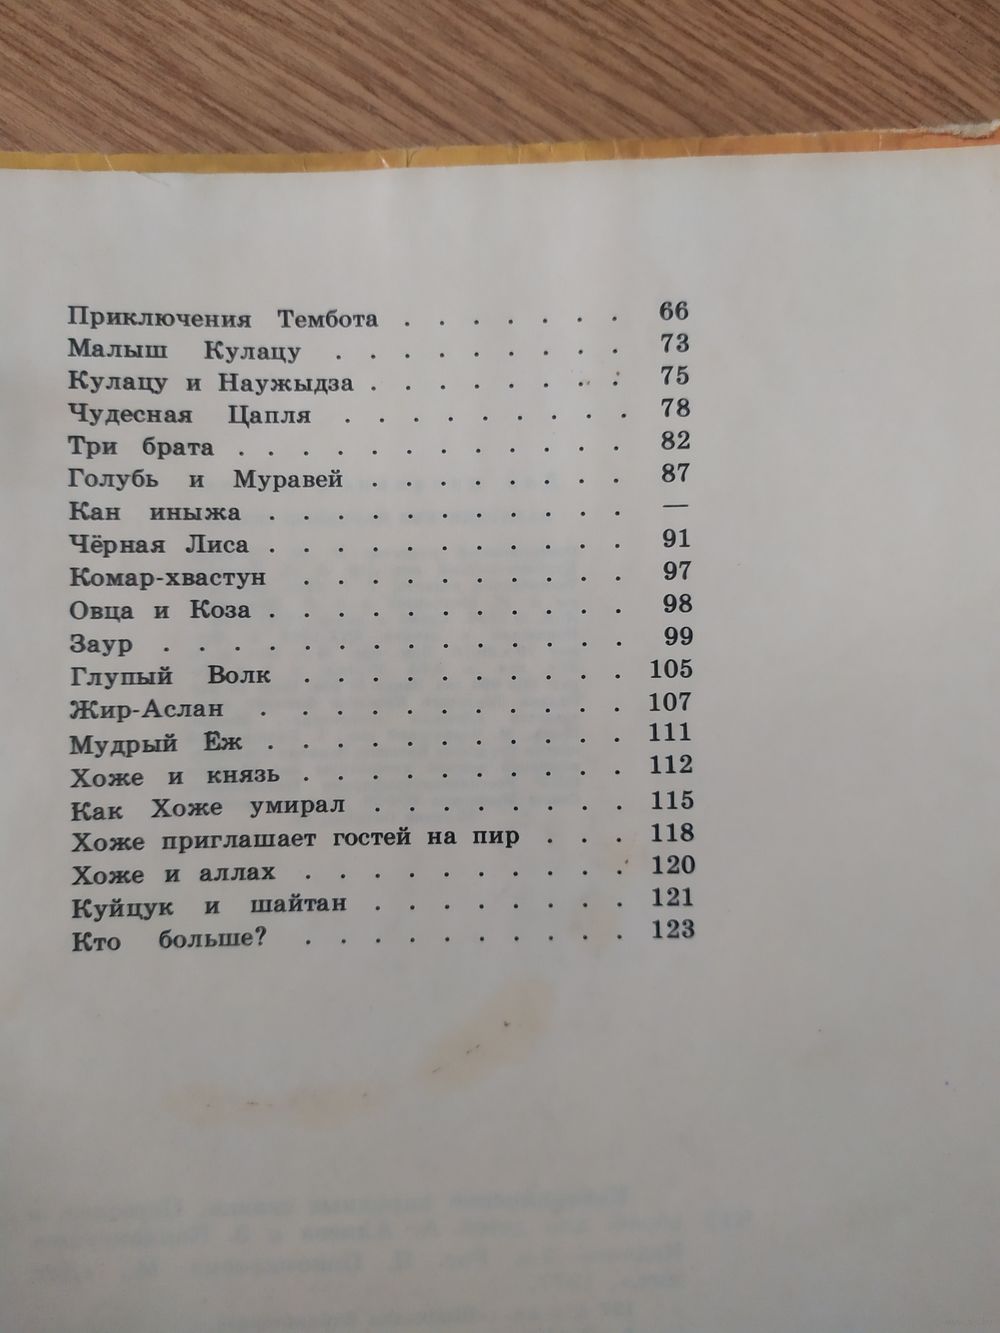 Приключения Тембота . . . . . . . 66
Малыш Кулацу . . . . . . . . . 73
Кулацу и Наужыдза . . . . . . . . 75
Чудесная Цапля . . . . . . . . . 78
Три брата . . . . . . . . . . . . 82
Голубь и Муравей . . . . . . . . 87
Кан иныжа . . . . . . . . . . . —
Чёрная Лиса . . . . . . . . . . . 91
Комар-хвастун . . . . . . . . . . 97
Овца и Коза . . . . . . . . . . . 98
Заур . . . . . . . . . . . . . . 99
Глупый Волк . . . . . . . . . . 105
Жир-Аслан . . . . . . . . . . . 107
Мудрый Ёж . . . . . . . . . . . 111
Хоже и князь . . . . . . . . . . 112
Как Хоже умирал . . . . . . . . 115
Хоже приглашает гостей на пир . . . 118
Хоже и аллах . . . . . . . . . . 120
Куйцук и шайтан . . . . . . . . 121
Кто больше? . . . . . . . . . . 123